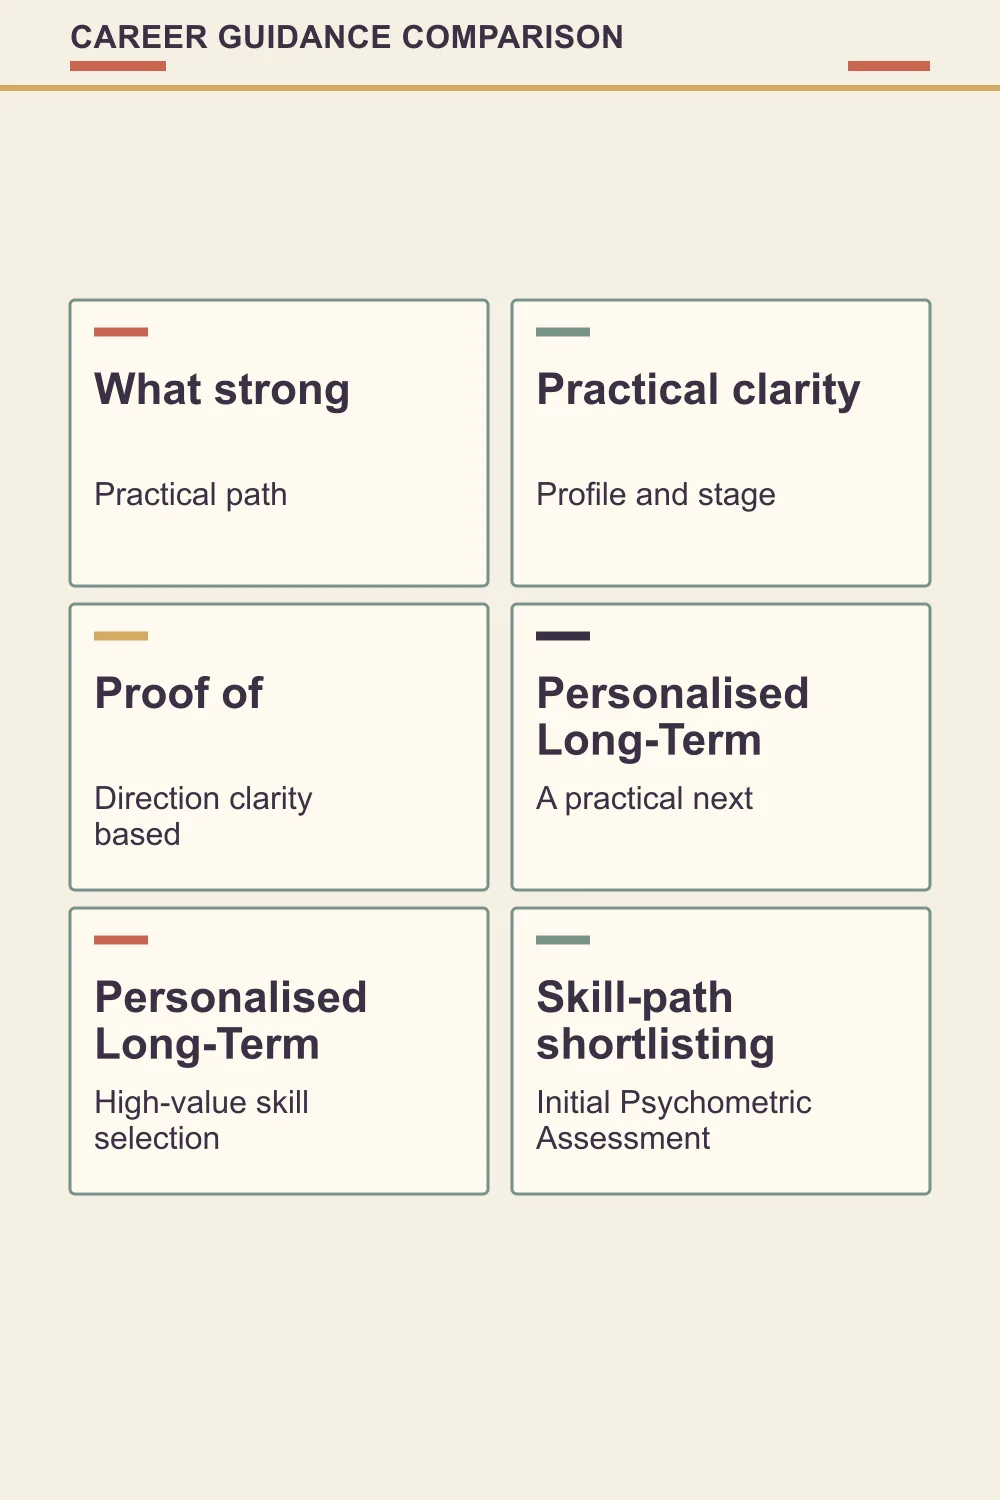 CAREER GUIDANCE COMPARISON
What strong
Practical path
Practical clarity
Profile and stage
Proof of
Direction clarity
based
Personalised
Long-Term
A practical next
Personalised
Long-Term
High-value skill
selection
Skill-path
shortlisting
Initial Psychometric
Assessment